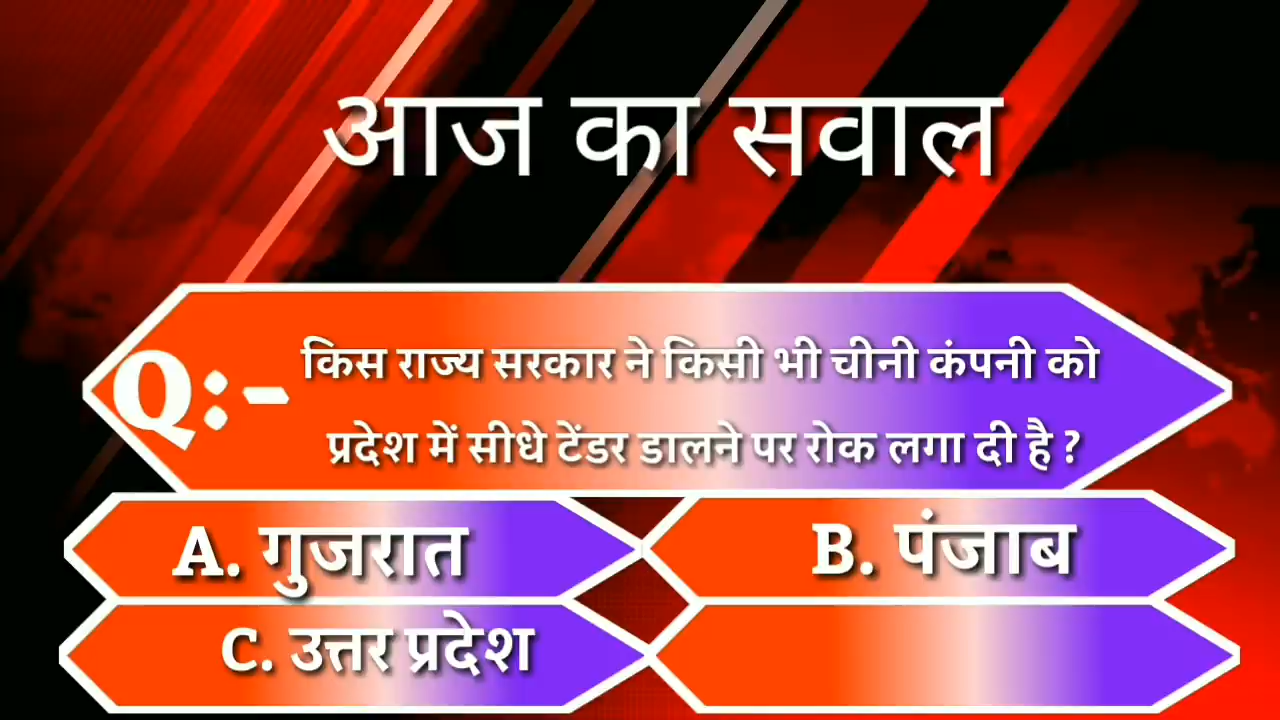 आज का सवाल
Q:- किस राज्य सरकार ने किसी भी चीनी कंपनी को
प्रदेश में सीधे टेंडर डालने पर रोक लगा दी है ?
A. गुजरात
B. पंजाब
C. उत्तर प्रदेश